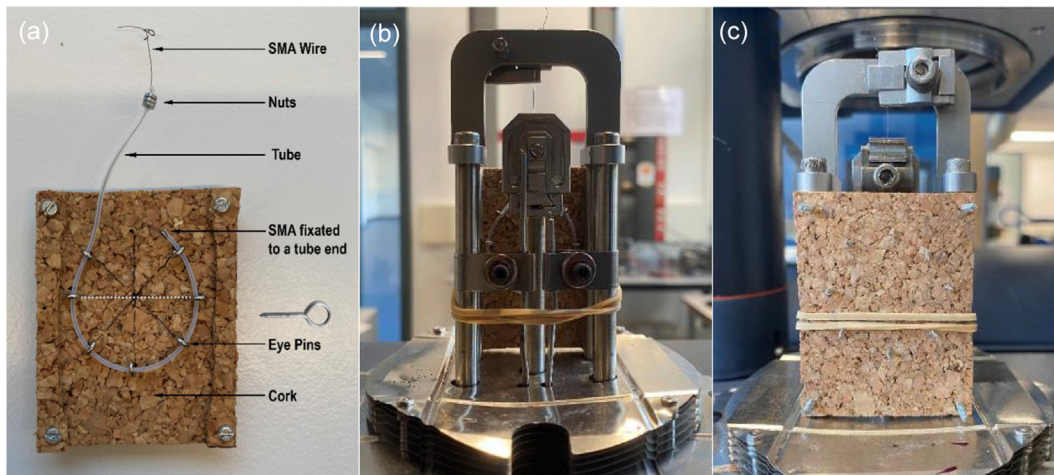 (a)
SMA Wire
Nuts
Tube
SMA fixated
to a tube end
Eye Pins
Cork
(b)
(c)